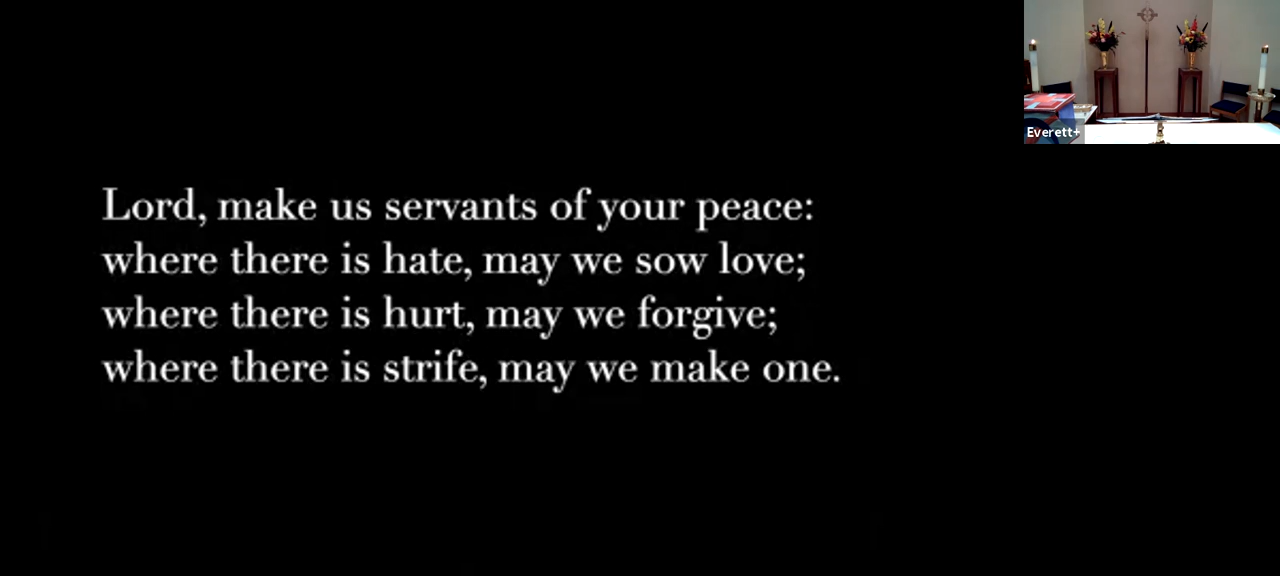 Everett+
Lord, make us servants of your peace:
where there is hate, may we sow love;
where there is hurt, may we forgive;
where there is strife, may we make one.